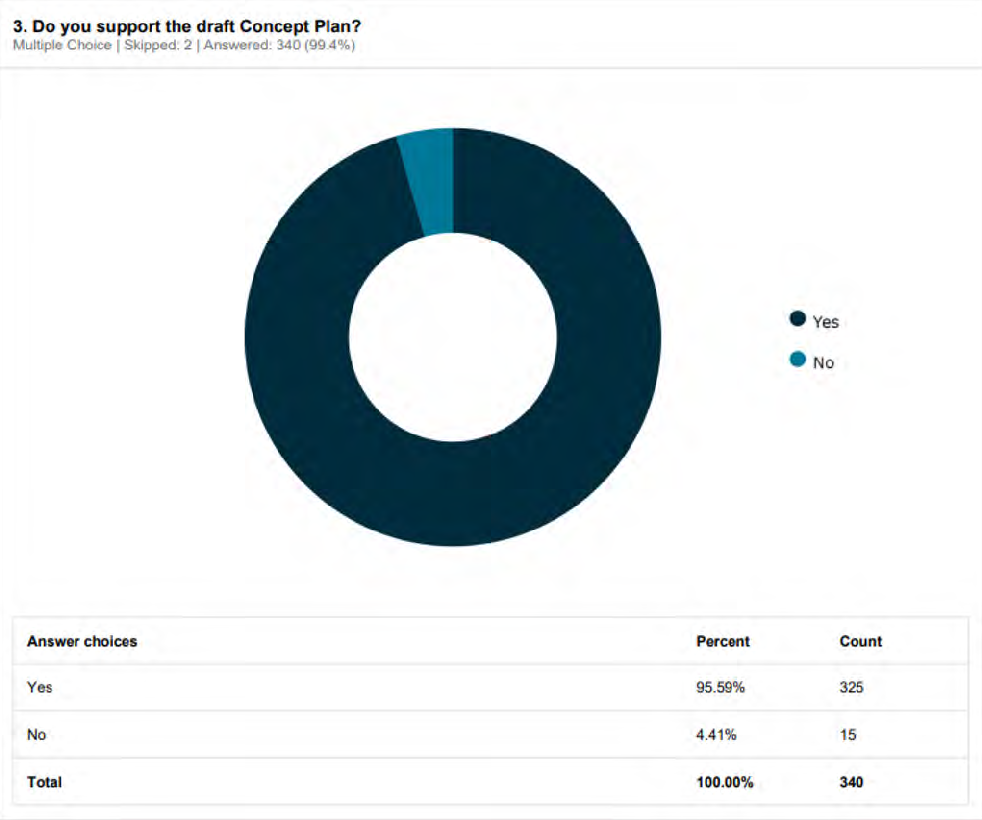 3. Do you support the draft Concept Plan?
Multiple Choice | Skipped: 2 | Answered: 340 (99.4%)
Yes
No
Answer choices Percent Count
Yes 95.59% 325
No 4.41% 15
Total 100.00% 340